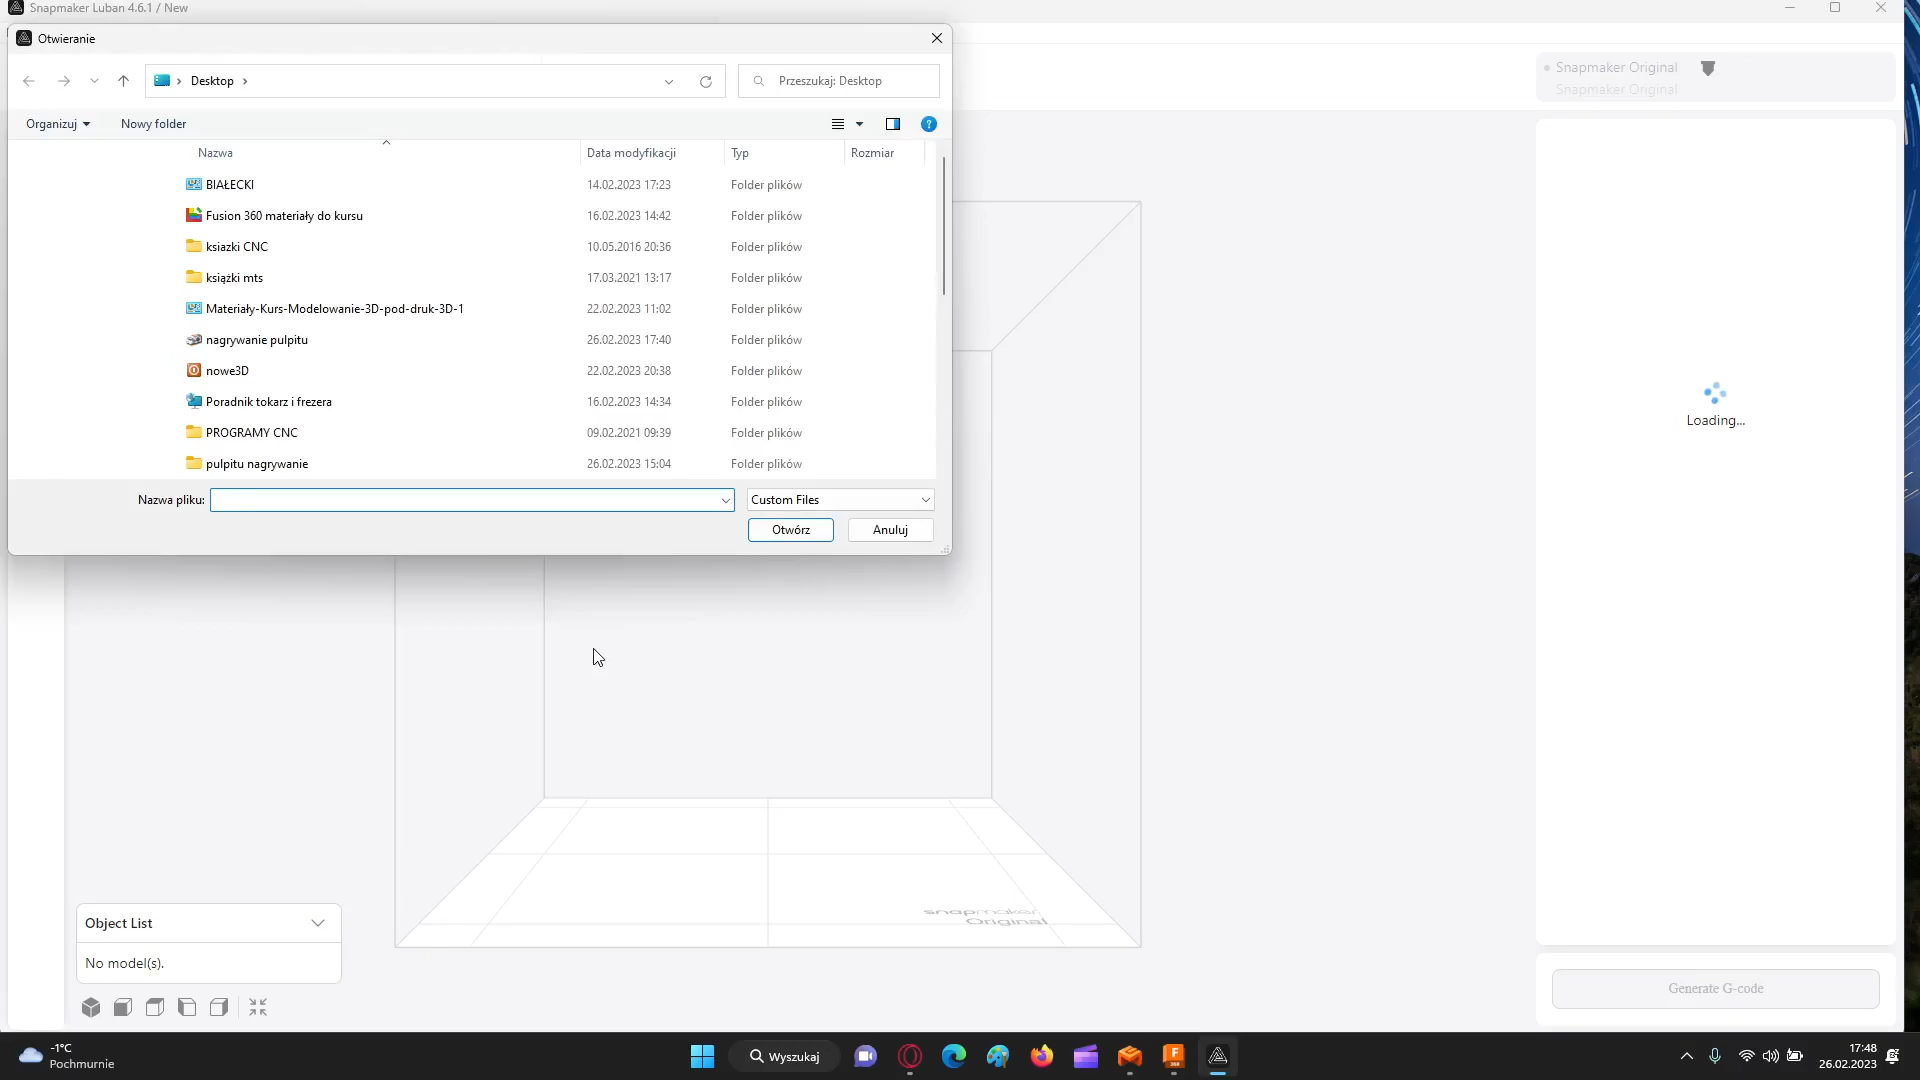 Snapmaker Luban 4.6.1 / New
Otwieranie
Desktop
Przeszukaj: Desktop
Snapmaker Original
Snapmaker Original
Organizuj
Nowy folder
Nazwa
Data modyfikacji
Typ
Rozmiar
BIAŁECKI
14.02.2023 17:23
Folder plików
Fusion 360 materiały do kursu
16.02.2023 14:42
Folder plików
ksiazki CNC
10.05.2016 20:36
Folder plików
książki mts
17.03.2021 13:17
Folder plików
Materiały-Kurs-Modelowanie-3D-pod-druk-3D-1
22.02.2023 11:02
Folder plików
nagrywanie pulpitu
26.02.2023 17:40
Folder plików
nowe3D
22.02.2023 20:38
Folder plików
Poradnik tokarz i frezera
16.02.2023 14:34
Folder plików
PROGRAMY CNC
09.02.2021 09:39
Folder plików
pulpitu nagrywanie
26.02.2023 15:04
Folder plików
Nazwa pliku:
Custom Files
Otwórz
Anuluj
Loading...
snapmaker
Original
Object List
No model(s).
Generate G-code
-1°C
Pochmurnie
Wyszukaj
17:48
26.02.2023